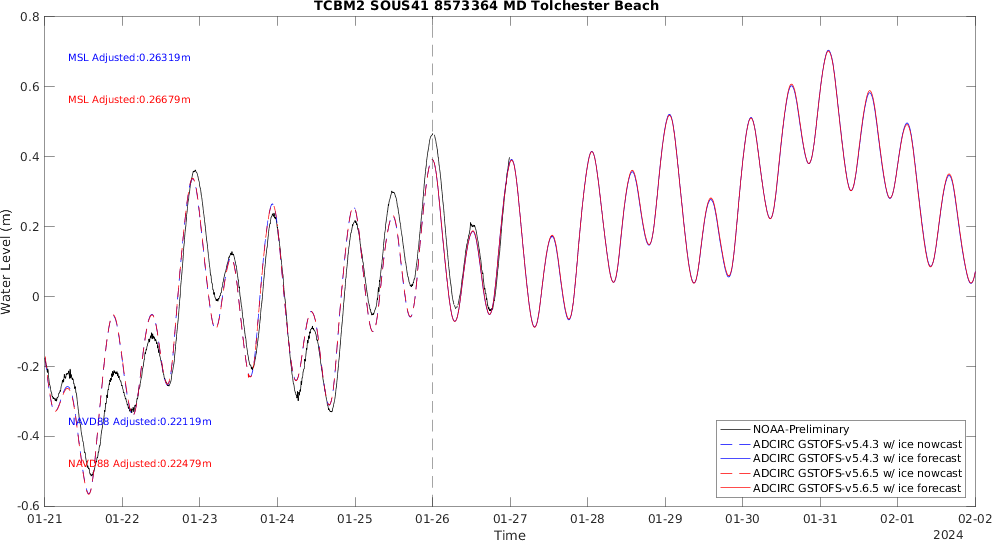 TCBM2 SOUS41 8573364 MD Tolchester Beach
0.8
0.6
0.4
0.2
0
-0.2
-0.4
-0.6
Water Level (m)
MSL Adjusted:0.26319m
MSL Adjusted:0.26679m
NAVD88 Adjusted:0.22119m
NAVD88 Adjusted:0.22479m
NOAA-Preliminary
ADCIRC GSTOFS-v5.4.3 w/ ice nowcast
ADCIRC GSTOFS-v5.4.3 w/ ice forecast
ADCIRC GSTOFS-v5.6.5 w/ ice nowcast
ADCIRC GSTOFS-v5.6.5 w/ ice forecast
01-21 01-22 01-23 01-24 01-25 01-26 01-27 01-28 01-29 01-30 01-31 02-01 02-02
Time
2024